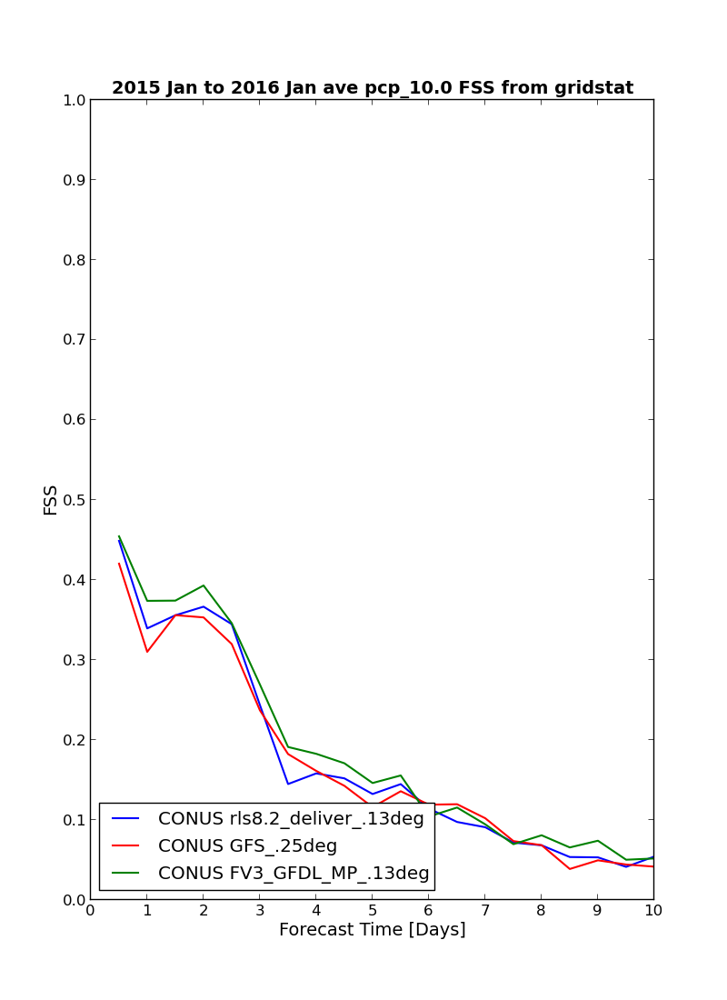 2015 Jan to 2016 Jan ave pcp_10.0 FSS from gridstat
1.0
0.9
0.8
0.7
0.6
0.5
0.4
0.3
0.2
0.1
0.0
FSS
CONUS rls8.2_deliver_.13deg
CONUS GFS_.25deg
CONUS FV3_GFDL_MP_.13deg
0 1 2 3 4 5 6 7 8 9 10
Forecast Time [Days]